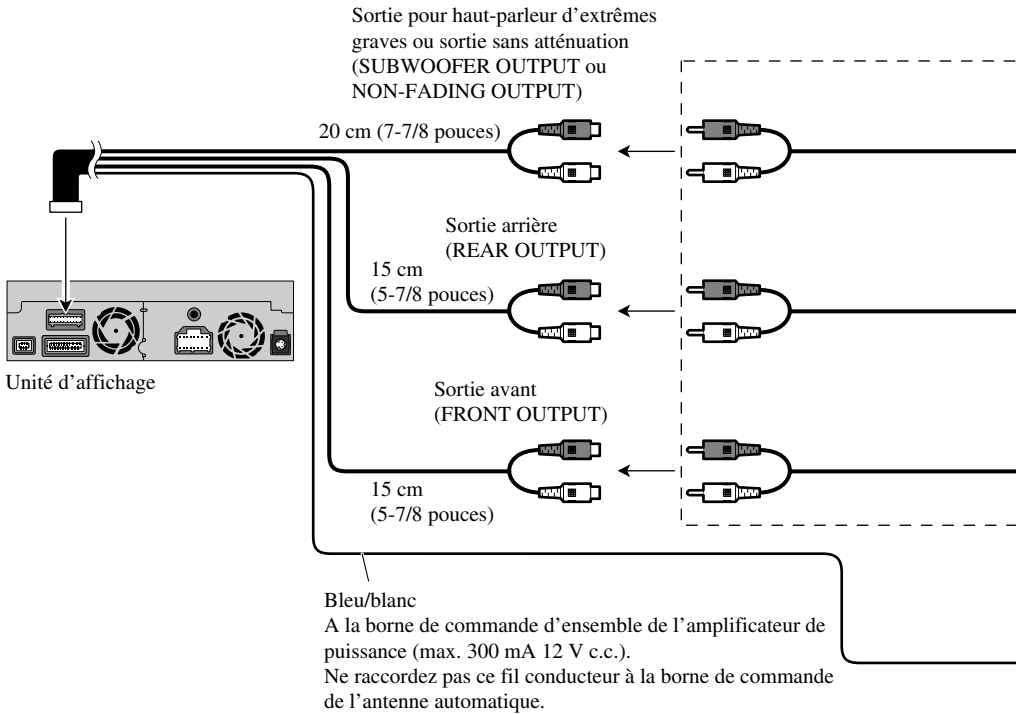 Sortie pour haut-parleur d'extrêmes
graves ou sortie sans atténuation
(SUBWOOFER OUTPUT ou
NON-FADING OUTPUT)
20 cm (7-7/8 pouces)
Sortie arrière
(REAR OUTPUT)
15 cm
(5-7/8 pouces)
Unité d'affichage
Sortie avant
(FRONT OUTPUT)
15 cm
(5-7/8 pouces)
Bleu/blanc
A la borne de commande d'ensemble de l'amplificateur de
puissance (max. 300 mA 12 V c.c.).
Ne raccordez pas ce fil conducteur à la borne de commande
de l'antenne automatique.